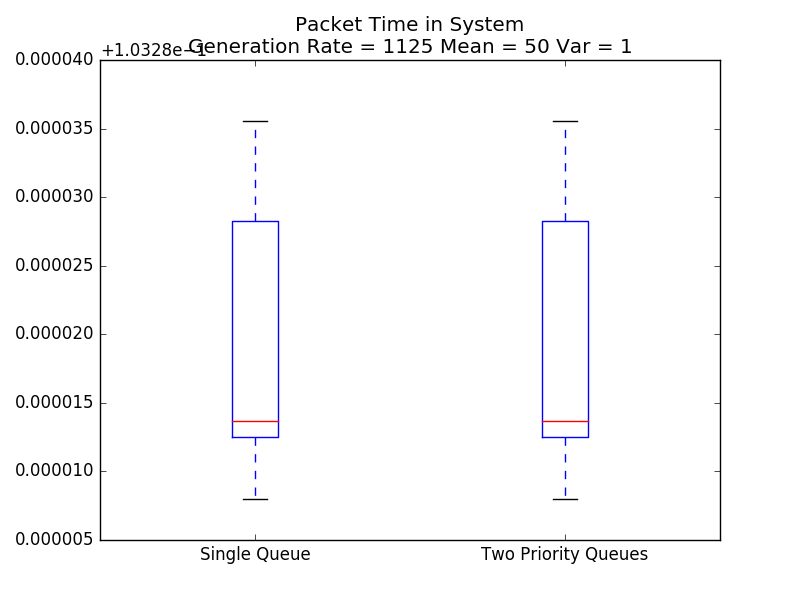 Packet Time in System
Generation Rate = 1125 Mean = 50 Var = 1
+1.0328e−1
0.000040
0.000035
0.000030
0.000025
0.000020
0.000015
0.000010
0.000005
Single Queue
Two Priority Queues